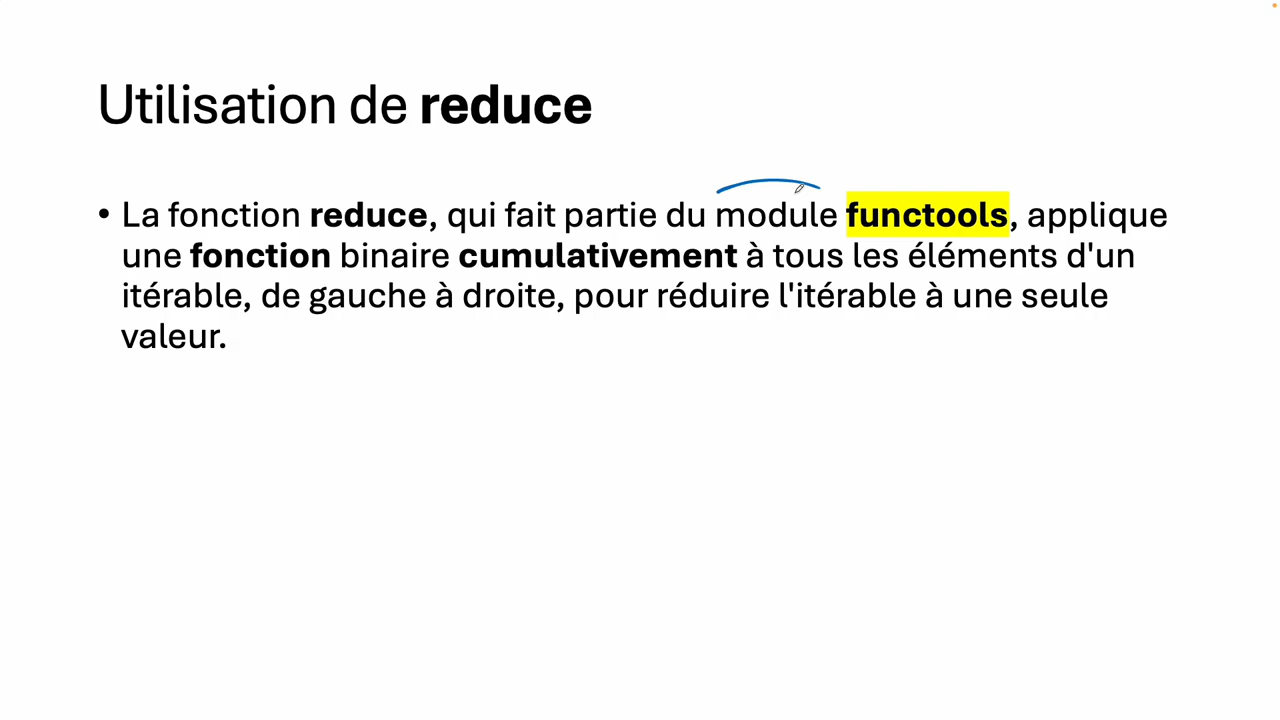 Utilisation de reduce
• La fonction reduce, qui fait partie du module functools, applique
une fonction binaire cumulativement à tous les éléments d'un
itérable, de gauche à droite, pour réduire l'itérable à une seule
valeur.